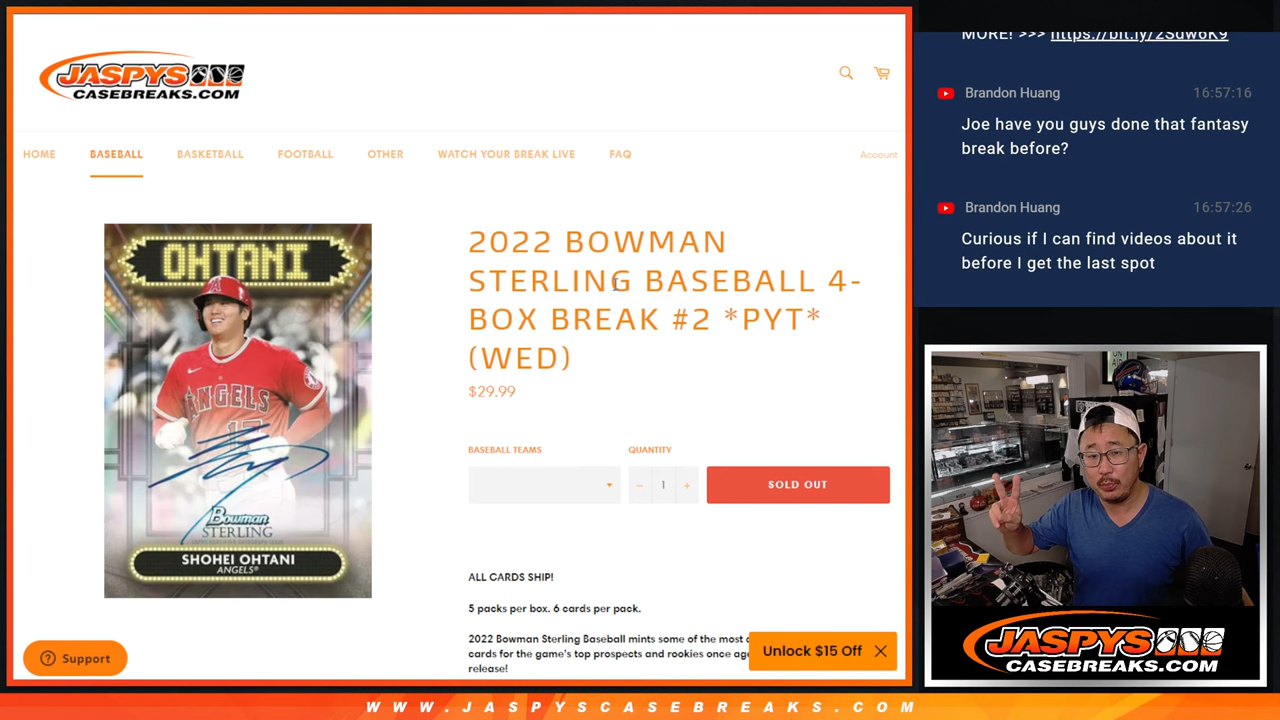 JASPYS
CASEBREAKS.COM
HOME BASEBALL BASKETBALL FOOTBALL OTHER WATCH YOUR BREAK LIVE FAQ Account
OHTANI
ANGELS
Bowman
STERLING
SHOHEI OHTANI
ANGELS®
2022 BOWMAN
STERLING BASEBALL 4-
BOX BREAK #2 *PYT*
(WED)
$29.99
BASEBALL TEAMS QUANTITY
− 1 + SOLD OUT
ALL CARDS SHIP!
5 packs per box. 6 cards per pack.
2022 Bowman Sterling Baseball mints some of the most
cards for the game's top prospects and rookies once
release!
Support
Unlock $15 Off
MORE! >>> https://bit.ly/2Sdw6K9
Brandon Huang 16:57:16
Joe have you guys done that fantasy
break before?
Brandon Huang 16:57:26
Curious if I can find videos about it
before I get the last spot
JASPYS
CASEBREAKS.COM
WWW.JASPYSCASEBREAKS.COM